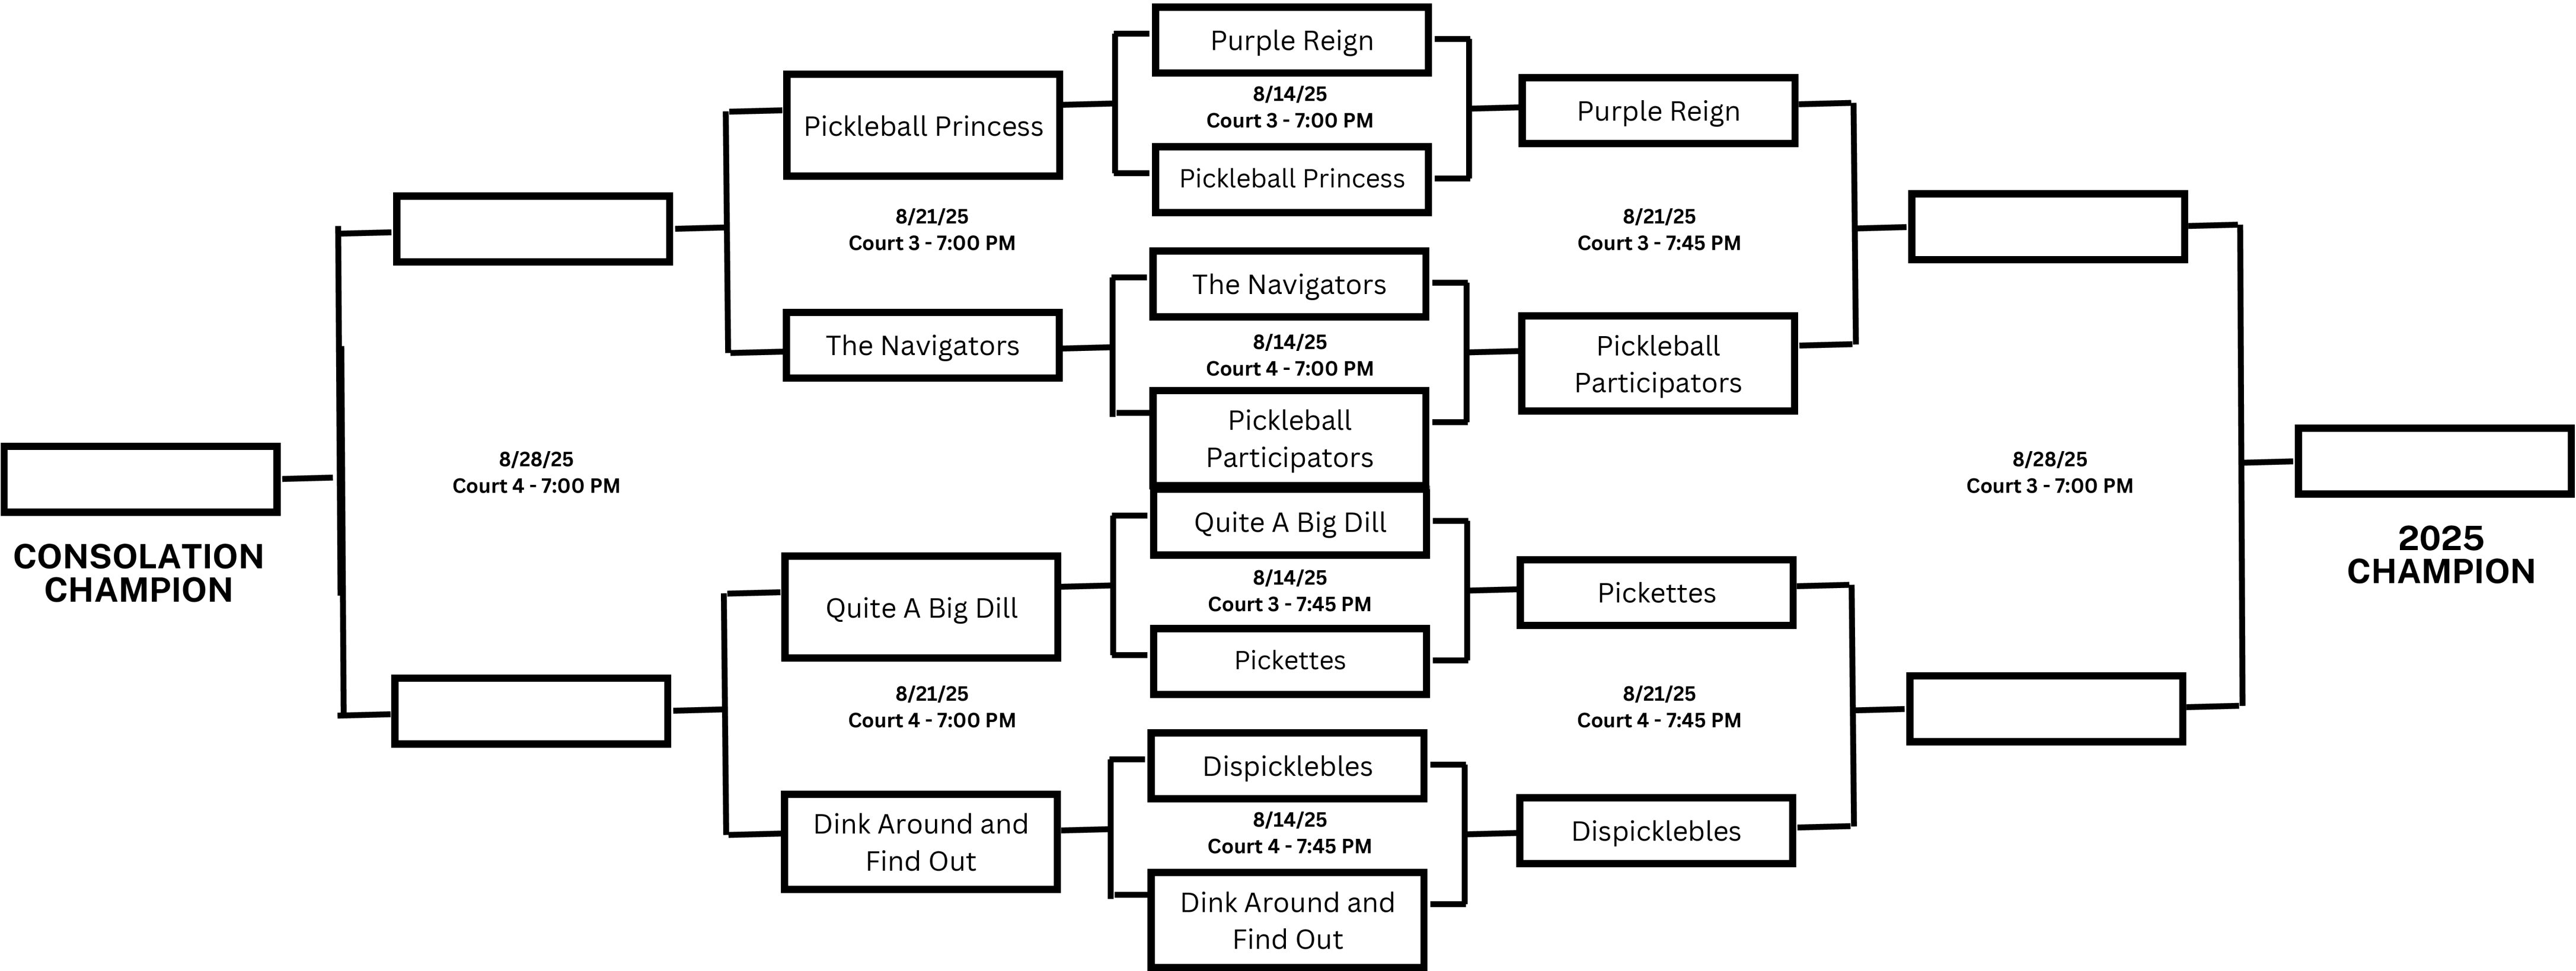 Purple Reign
8/14/25
Court 3 - 7:00 PM
Pickleball Princess
Pickleball Princess
Purple Reign
8/21/25
Court 3 - 7:00 PM
8/21/25
Court 3 - 7:45 PM
The Navigators
8/14/25
Court 4 - 7:00 PM
The Navigators
Pickleball
Participators
Pickleball
Participators
8/28/25
Court 4 - 7:00 PM
8/28/25
Court 3 - 7:00 PM
CONSOLATION
CHAMPION
2025
CHAMPION
Quite A Big Dill
8/14/25
Court 3 - 7:45 PM
Quite A Big Dill
Pickettes
Pickettes
8/21/25
Court 4 - 7:00 PM
8/21/25
Court 4 - 7:45 PM
Dispicklebles
8/14/25
Court 4 - 7:45 PM
Dink Around and
Find Out
Dispicklebles
Dink Around and
Find Out